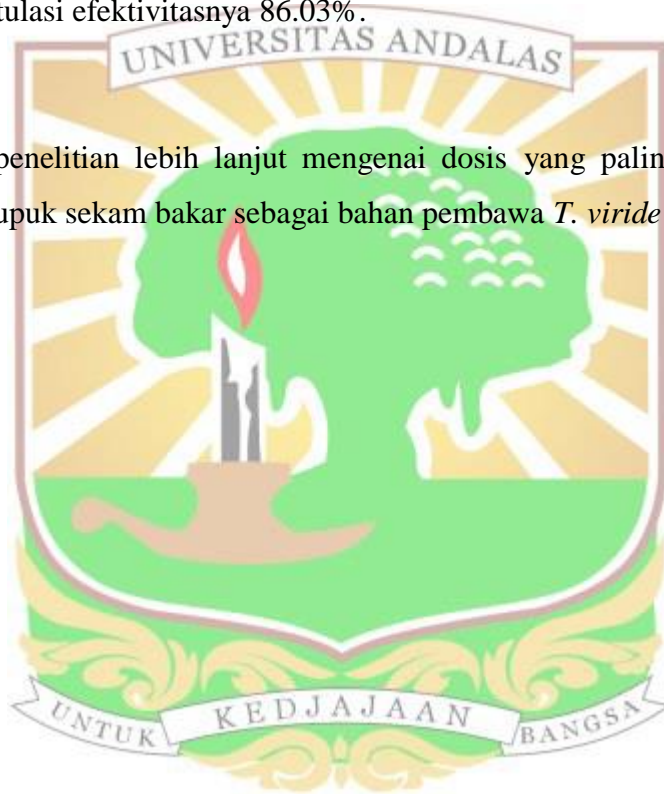 tulasi efektivitasnya 86.03%.
UNIVERSITAS ANDALAS
penelitian lebih lanjut mengenai dosis yang palin
upuk sekam bakar sebagai bahan pembawa T. viride
UNTUK KEDJAJAAN BANGSA